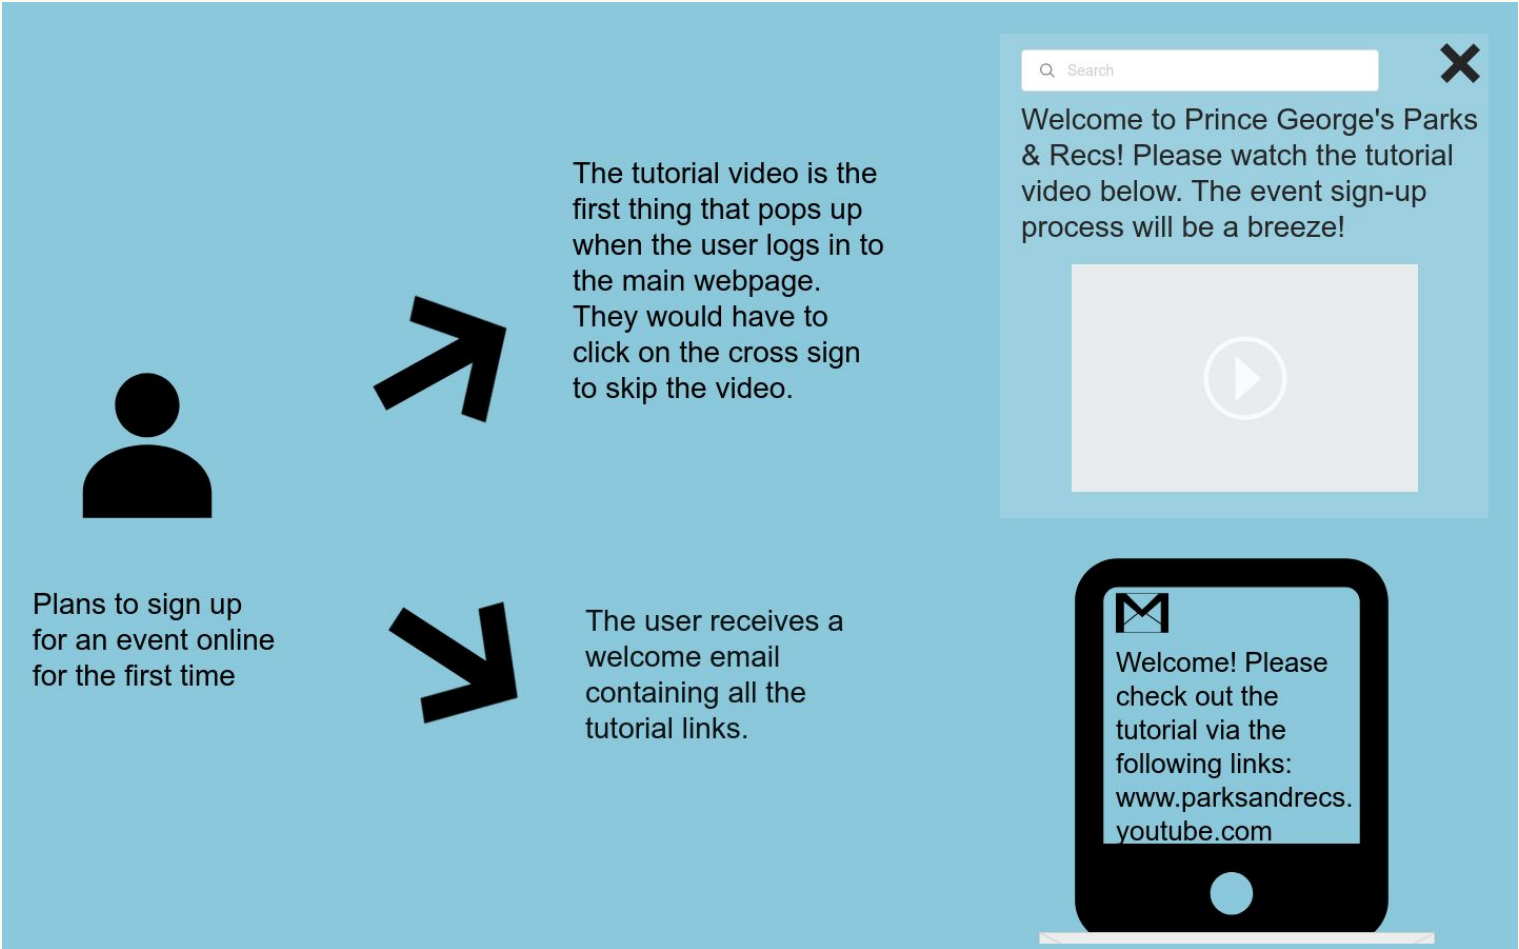 Search
Welcome to Prince George's Parks
& Recs! Please watch the tutorial
video below. The event sign-up
process will be a breeze!
The tutorial video is the
first thing that pops up
when the user logs in to
the main webpage.
They would have to
click on the cross sign
to skip the video.
Plans to sign up
for an event online
for the first time
The user receives a
welcome email
containing all the
tutorial links.
Welcome! Please
check out the
tutorial via the
following links:
www.parksandrecs.
youtube.com